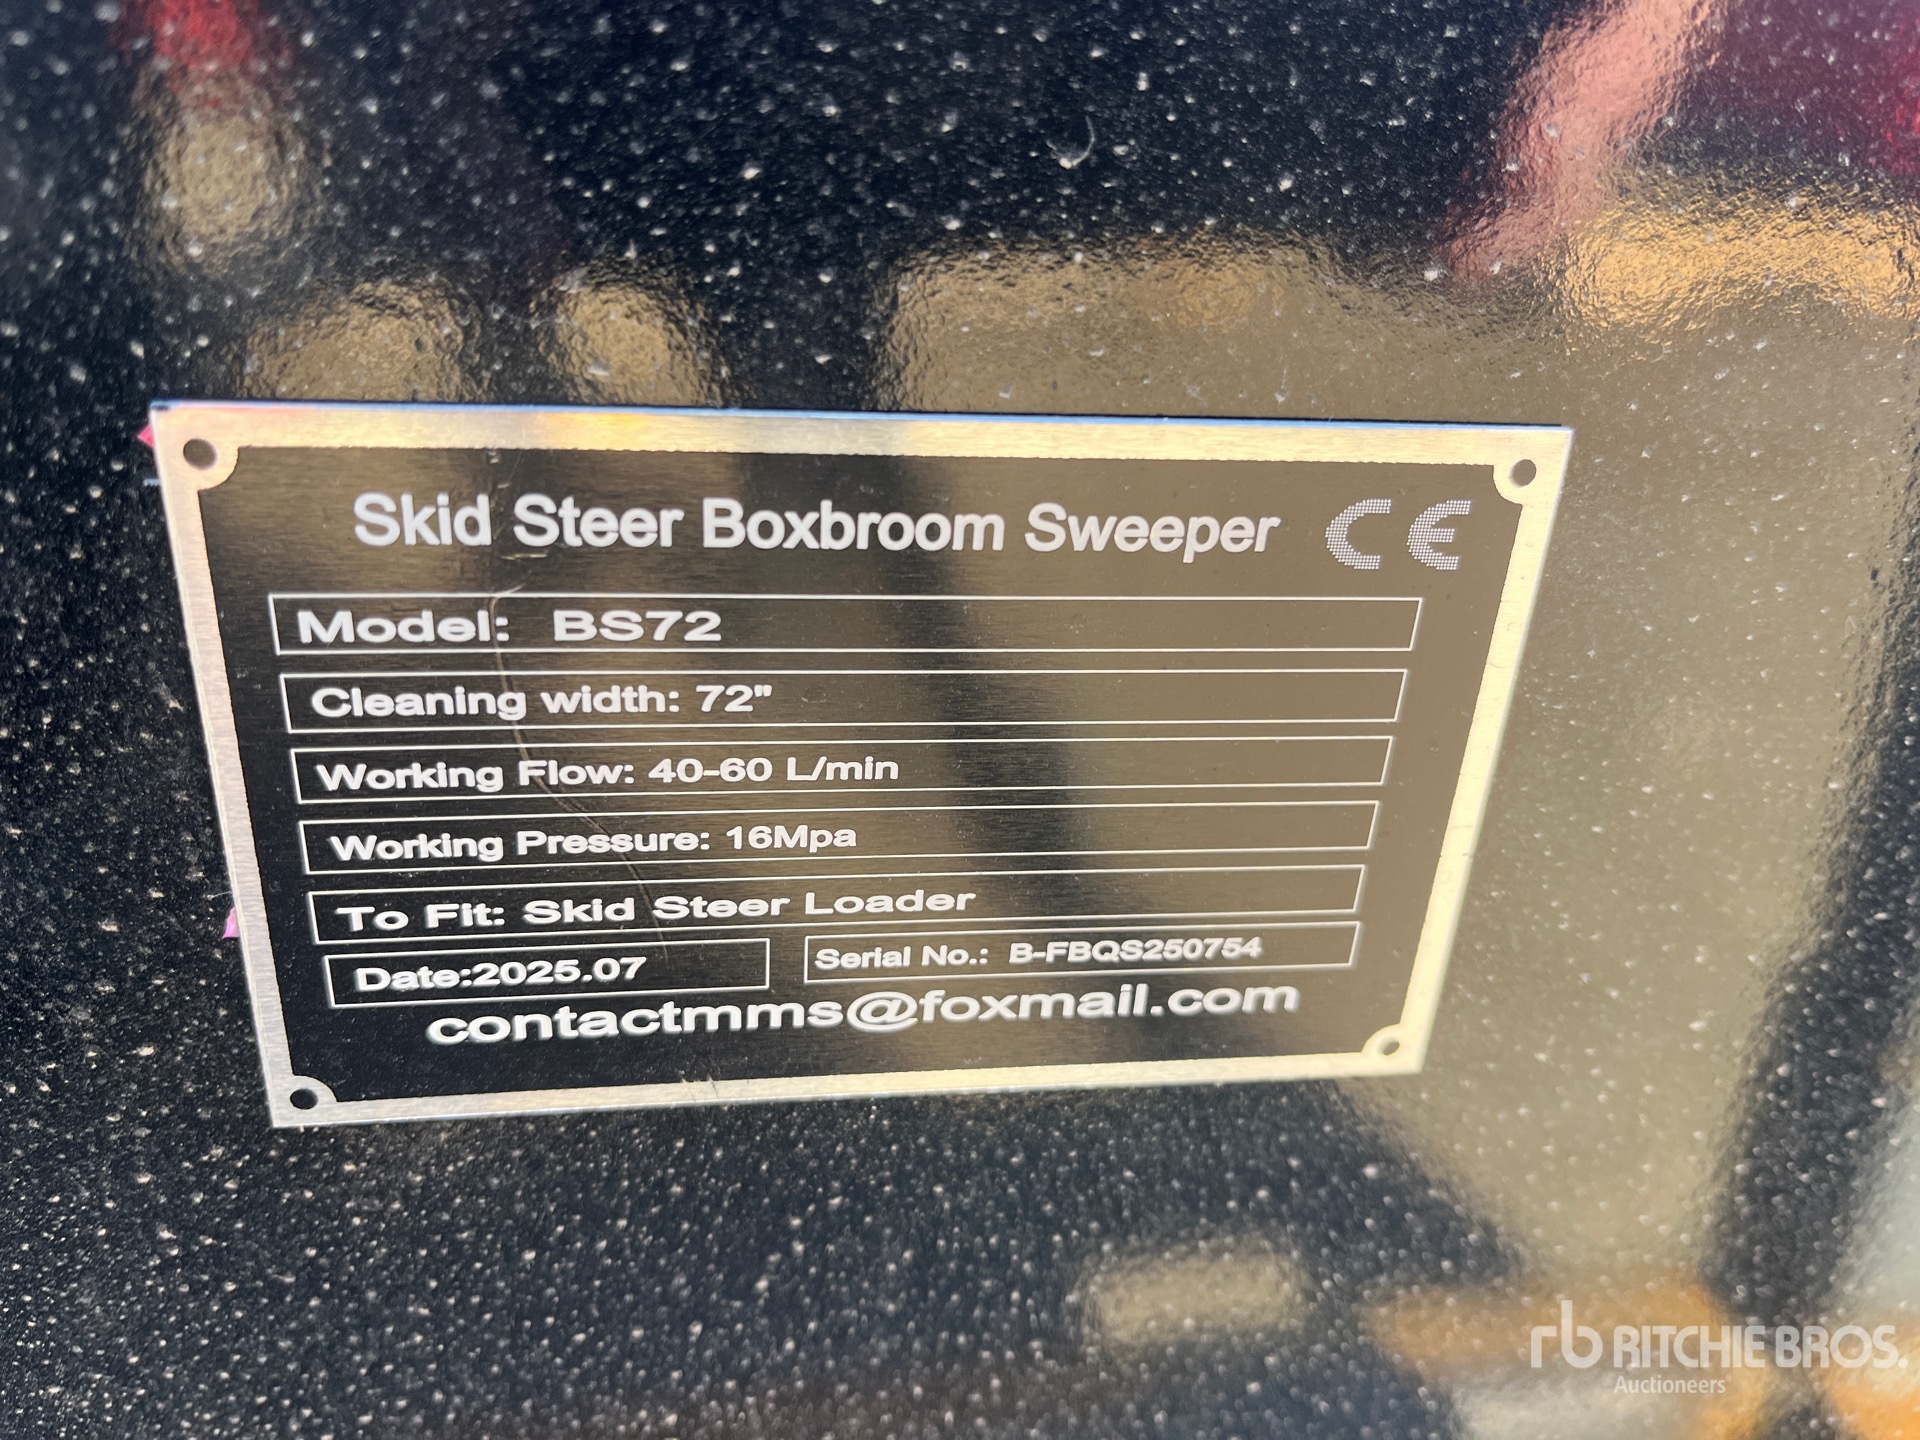 Skid Steer Boxbroom Sweeper CE
Model: BS72
Cleaning width: 72"
Working Flow: 40-60 L/min
Working Pressure: 16Mpa
To Fit: Skid Steer Loader
Date:2025.07 Serial No.: B-FBQS250754
contactmms@foxmail.com
rb RITCHIE BROS.
Auctioneers